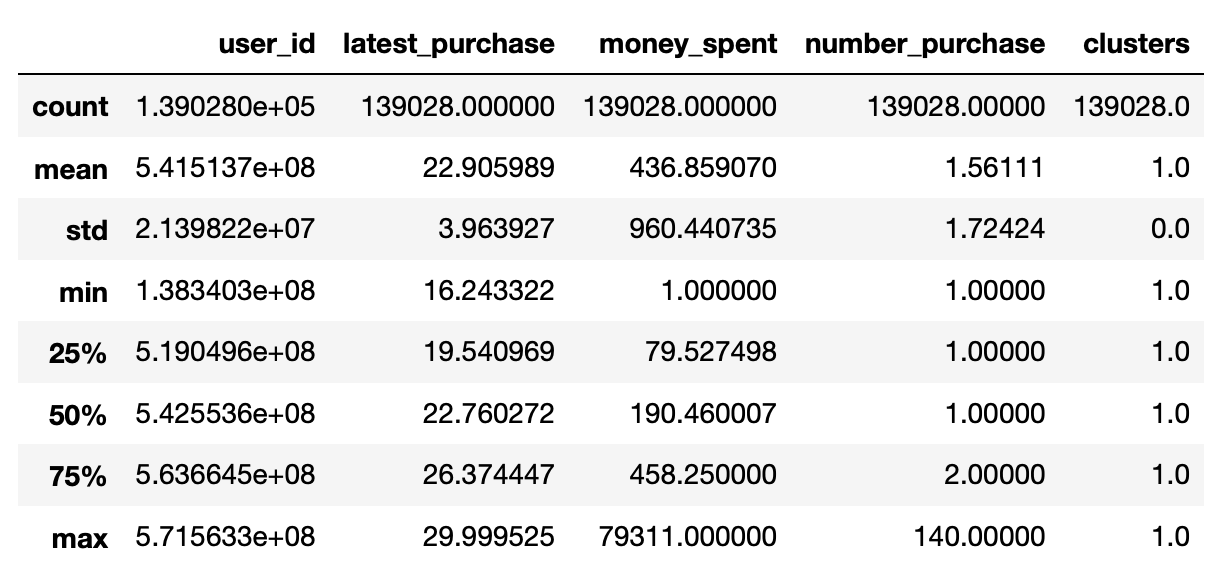 user_id latest_purchase money_spent number_purchase clusters
count 1.390280e+05 139028.000000 139028.000000 139028.00000 139028.0
mean 5.415137e+08 22.905989 436.859070 1.56111 1.0
std 2.139822e+07 3.963927 960.440735 1.72424 0.0
min 1.383403e+08 16.243322 1.000000 1.00000 1.0
25% 5.190496e+08 19.540969 79.527498 1.00000 1.0
50% 5.425536e+08 22.760272 190.460007 1.00000 1.0
75% 5.636645e+08 26.374447 458.250000 2.00000 1.0
max 5.715633e+08 29.999525 79311.000000 140.00000 1.0